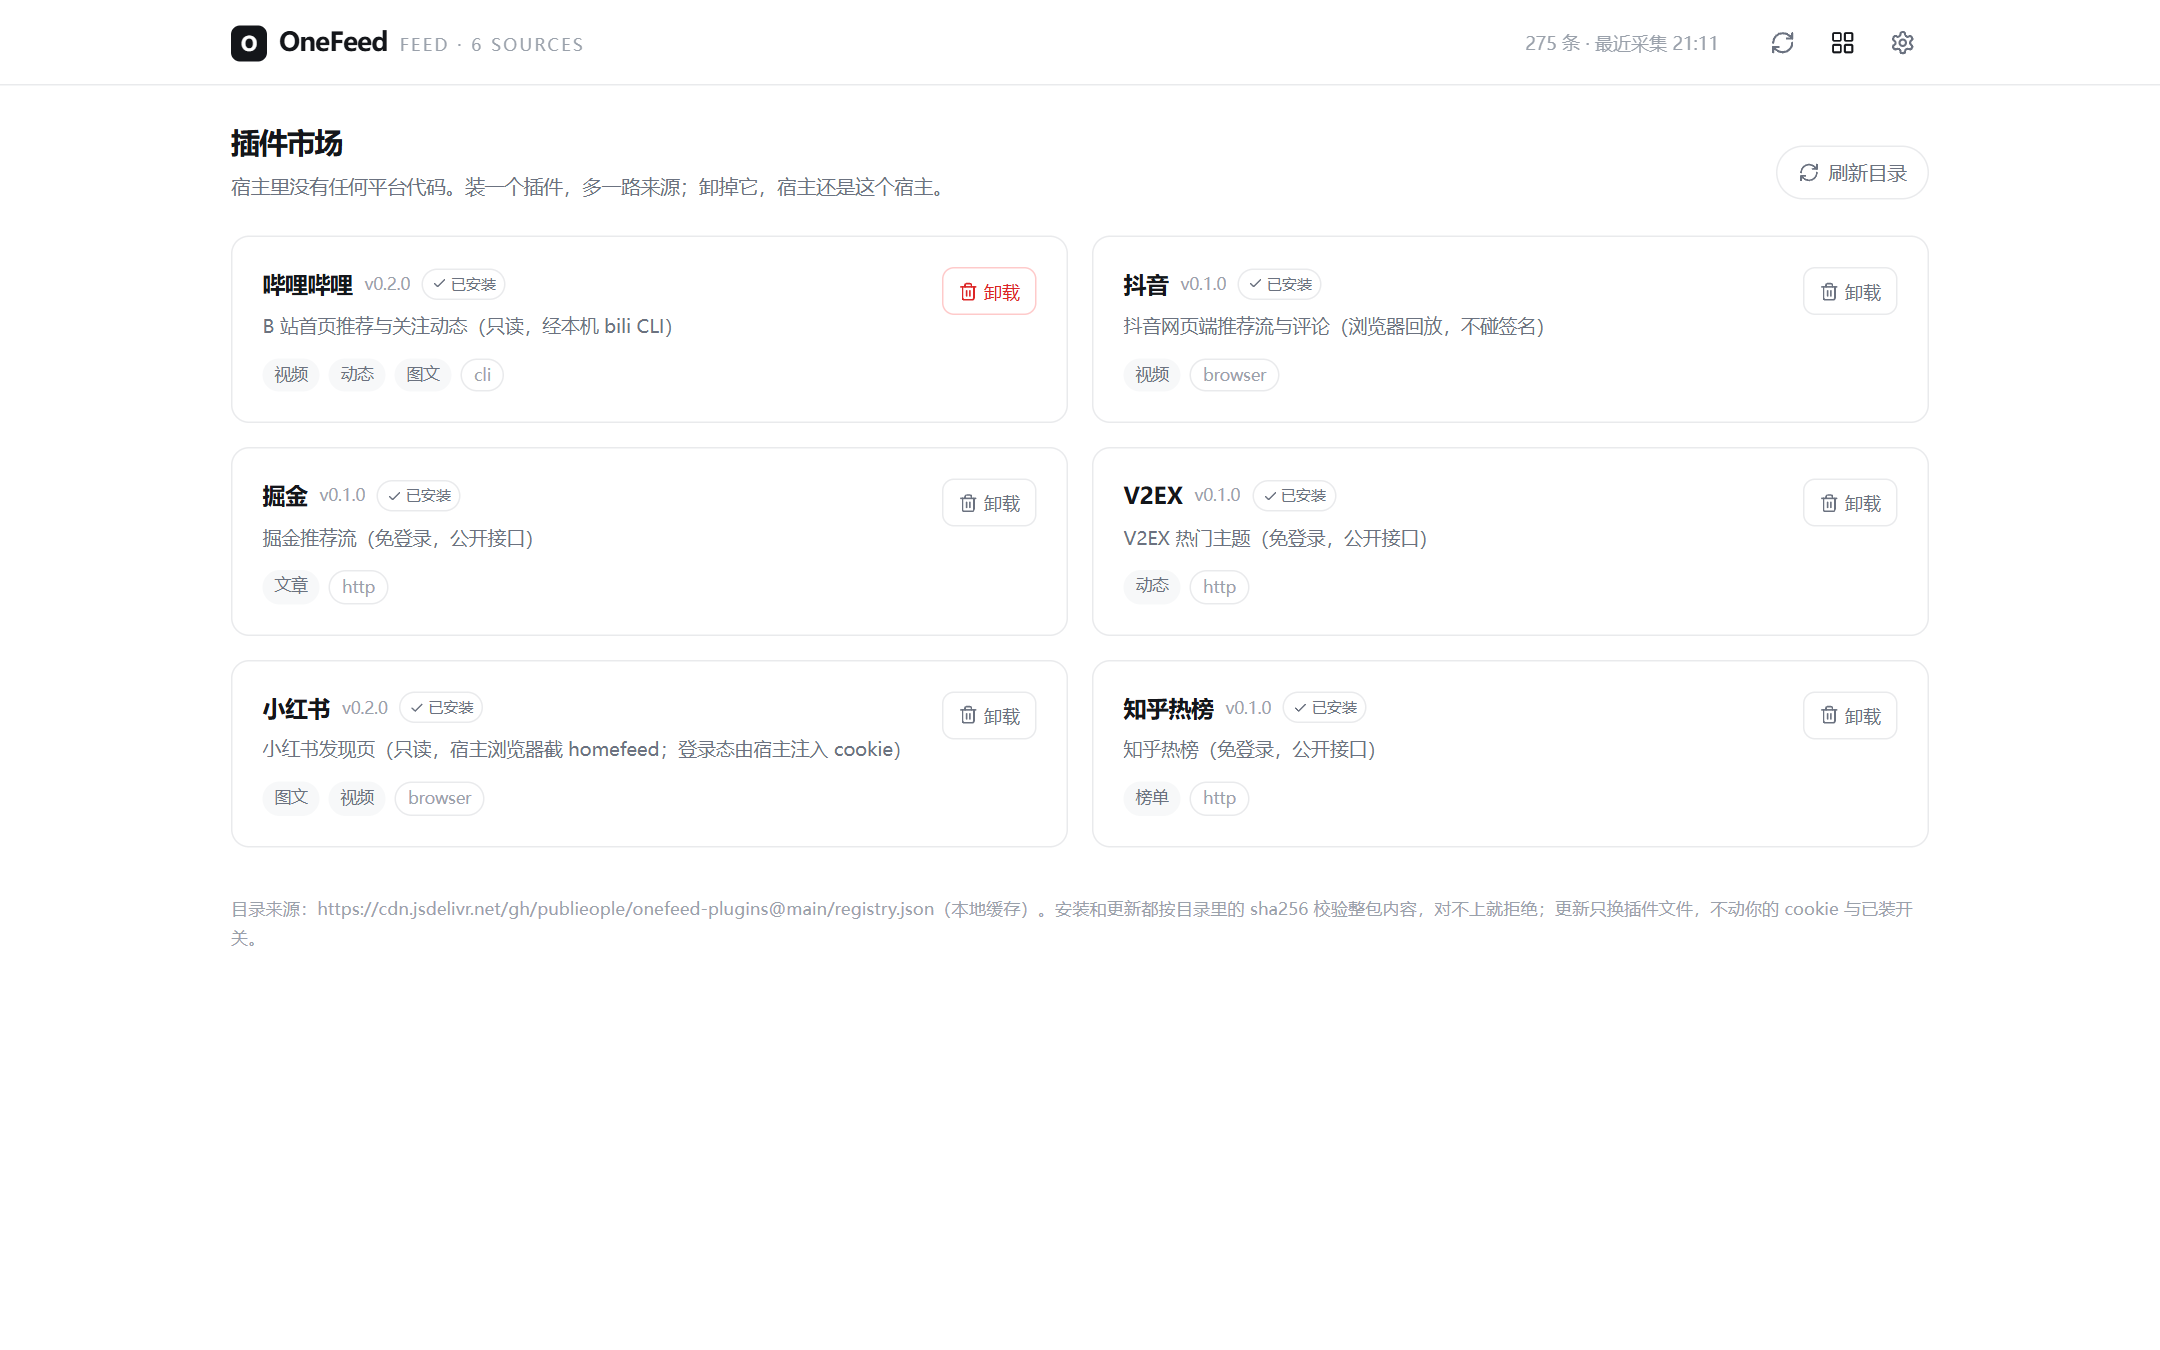 O OneFeed FEED · 6 SOURCES 275 条 · 最近采集 21:11
插件市场
宿主里没有任何平台代码。装一个插件，多一路来源；卸掉它，宿主还是这个宿主。
刷新目录
哔哩哔哩 v0.2.0 已安装 卸载
B 站首页推荐与关注动态（只读，经本机 bili CLI）
视频 动态 图文 cli
抖音 v0.1.0 已安装 卸载
抖音网页端推荐流与评论（浏览器回放，不碰签名）
视频 browser
掘金 v0.1.0 已安装 卸载
掘金推荐流（免登录，公开接口）
文章 http
V2EX v0.1.0 已安装 卸载
V2EX 热门主题（免登录，公开接口）
动态 http
小红书 v0.2.0 已安装 卸载
小红书发现页（只读，宿主浏览器截 homefeed；登录态由宿主注入 cookie）
图文 视频 browser
知乎热榜 v0.1.0 已安装 卸载
知乎热榜（免登录，公开接口）
榜单 http
目录来源：https://cdn.jsdelivr.net/gh/publieople/onefeed-plugins@main/registry.json（本地缓存）。安装和更新都按目录里的 sha256 校验整包内容，对不上就拒绝；更新只换插件文件，不动你的 cookie 与已装开
关。